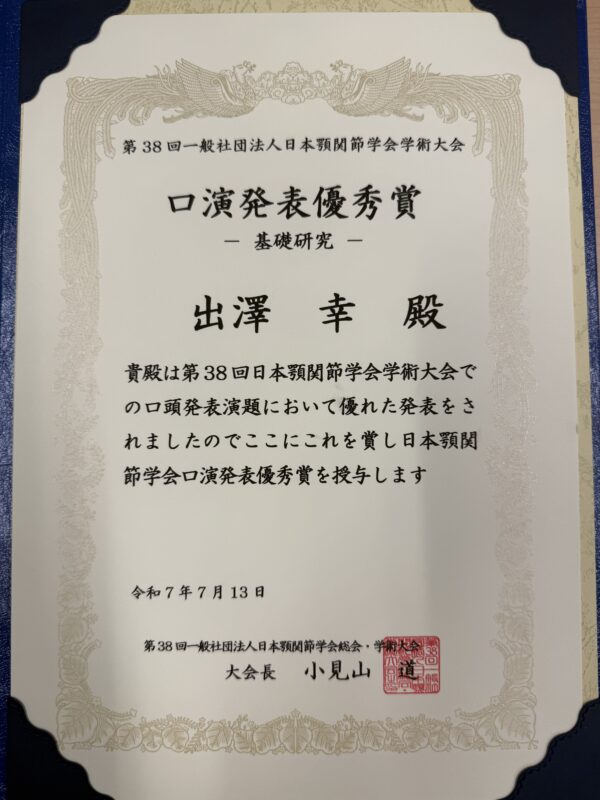 第38回一般社団法人日本顎関節学会学術大会
口演発表優秀賞
― 基礎研究 ―
出澤 幸 殿
貴殿は第38回日本顎関節学会学術大会で
の口頭発表演題において優れた発表をさ
れましたのでここにこれを賞し日本顎関
節学会口演発表優秀賞を授与します
令和7年7月13日
第38回一般社団法人日本顎関節学会総会・学術大会
大会長 小見山 道